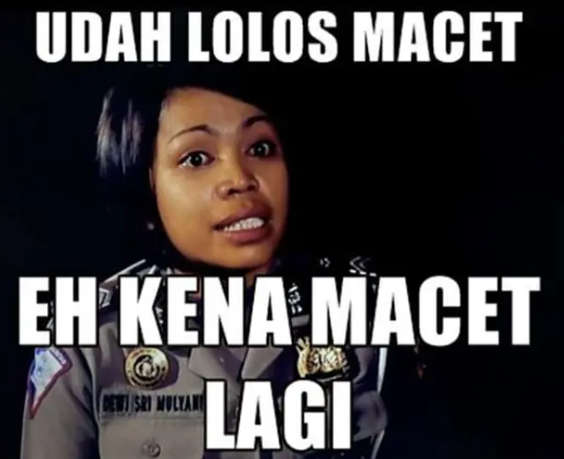 UDAH LOLOS MACET
EH KENA MACET
LAGI
DEWI SRI MULYANI